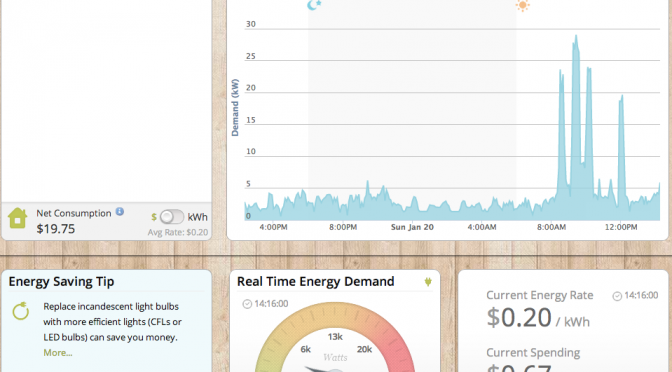 30
25
20
15
10
5
0
Demand (kW)
4:00PM
8:00PM
Sun Jan 20
4:00AM
8:00AM
12:00PM
Net Consumption
$19.75
$
kWh
Avg Rate: $0.20
Energy Saving Tip
Replace incandescent light bulbs
with more efficient lights (CFLs or
LED bulbs) can save you money.
More...
Real Time Energy Demand
14:16:00
6k
13k
20k
Watts
Current Energy Rate
14:16:00
$0.20 / kWh
Current Spending
$0.67